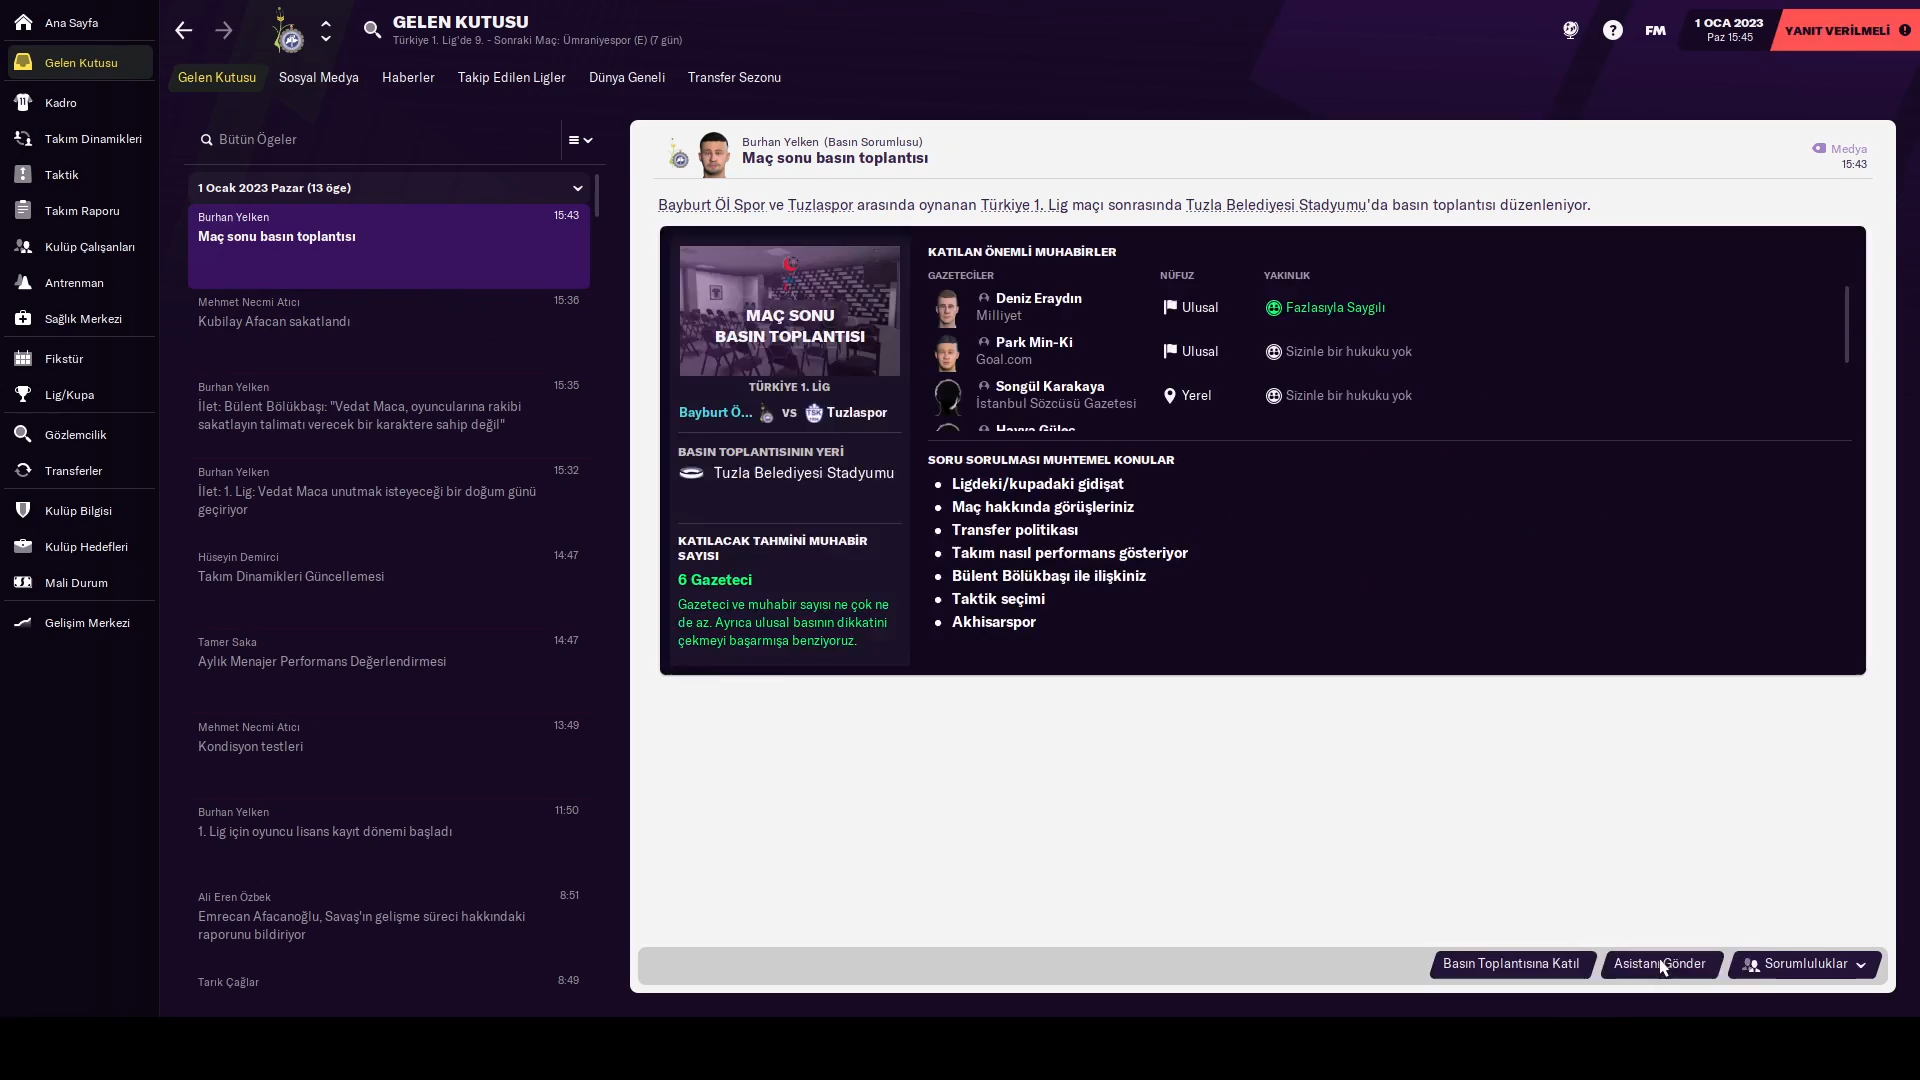 Ana Sayfa
Gelen Kutusu
Kadro
Takım Dinamikleri
Taktik
Takım Raporu
Kulüp Çalışanları
Antrenman
Sağlık Merkezi
Fikstür
Lig/Kupa
Gözlemcilik
Transferler
Kulüp Bilgisi
Kulüp Hedefleri
Mali Durum
Gelişim Merkezi
GELEN KUTUSU
Türkiye 1. Lig'de 9. - Sonraki Maç: Ümraniyespor (E) (7 gün)
FM
1 OCA 2023
Paz 15:45
YANIT VERİLMELİ
Gelen Kutusu
Sosyal Medya
Haberler
Takip Edilen Ligler
Dünya Geneli
Transfer Sezonu
Bütün Ögeler
1 Ocak 2023 Pazar (13 öge)
Burhan Yelken 15:43
Maç sonu basın toplantısı
Mehmet Necmi Atıcı 15:36
Kubilay Afacan sakatlandı
Burhan Yelken 15:35
İlet: Bülent Bölükbaşı: "Vedat Maca, oyuncularına rakibi
sakatlayın talimatı verecek bir karaktere sahip değil"
Burhan Yelken 15:32
İlet: 1. Lig: Vedat Maca unutmak isteyeceği bir doğum günü
geçiriyor
Hüseyin Demirci 14:47
Takım Dinamikleri Güncellemesi
Tamer Saka 14:47
Aylık Menajer Performans Değerlendirmesi
Mehmet Necmi Atıcı 13:49
Kondisyon testleri
Burhan Yelken 11:50
1. Lig için oyuncu lisans kayıt dönemi başladı
Ali Eren Özbek 8:51
Emrecan Afacanoğlu, Savaş'ın gelişme süreci hakkındaki
raporunu bildiriyor
Tarık Çağlar 8:49
Burhan Yelken (Basın Sorumlusu)
Maç sonu basın toplantısı
Medya
15:43
Bayburt Öİ Spor ve Tuzlaspor arasında oynanan Türkiye 1. Lig maçı sonrasında Tuzla Belediyesi Stadyumu'da basın toplantısı düzenleniyor.
MAÇ SONU
BASIN TOPLANTISI
TÜRKİYE 1. LİG
Bayburt Ö... VS Tuzlaspor
BASIN TOPLANTISININ YERİ
Tuzla Belediyesi Stadyumu
KATILACAK TAHMİNİ MUHABİR
SAYISI
6 Gazeteci
Gazeteci ve muhabir sayısı ne çok ne
de az. Ayrıca ulusal basının dikkatini
çekmeyi başarmışa benziyoruz.
KATILAN ÖNEMLİ MUHABİRLER
GAZETECİLER NÜFUZ YAKINLIK
Deniz Eraydın
Milliyet
Ulusal
Fazlasıyla Saygılı
Park Min-Ki
Goal.com
Ulusal
Sizinle bir hukuku yok
Songül Karakaya
İstanbul Sözcüsü Gazetesi
Yerel
Sizinle bir hukuku yok
SORU SORULMASI MUHTEMEL KONULAR
Ligdeki/kupadaki gidişat
Maç hakkında görüşleriniz
Transfer politikası
Takım nasıl performans gösteriyor
Bülent Bölükbaşı ile ilişkiniz
Taktik seçimi
Akhisarspor
Basın Toplantısına Katıl
Asistanı Gönder
Sorumluluklar